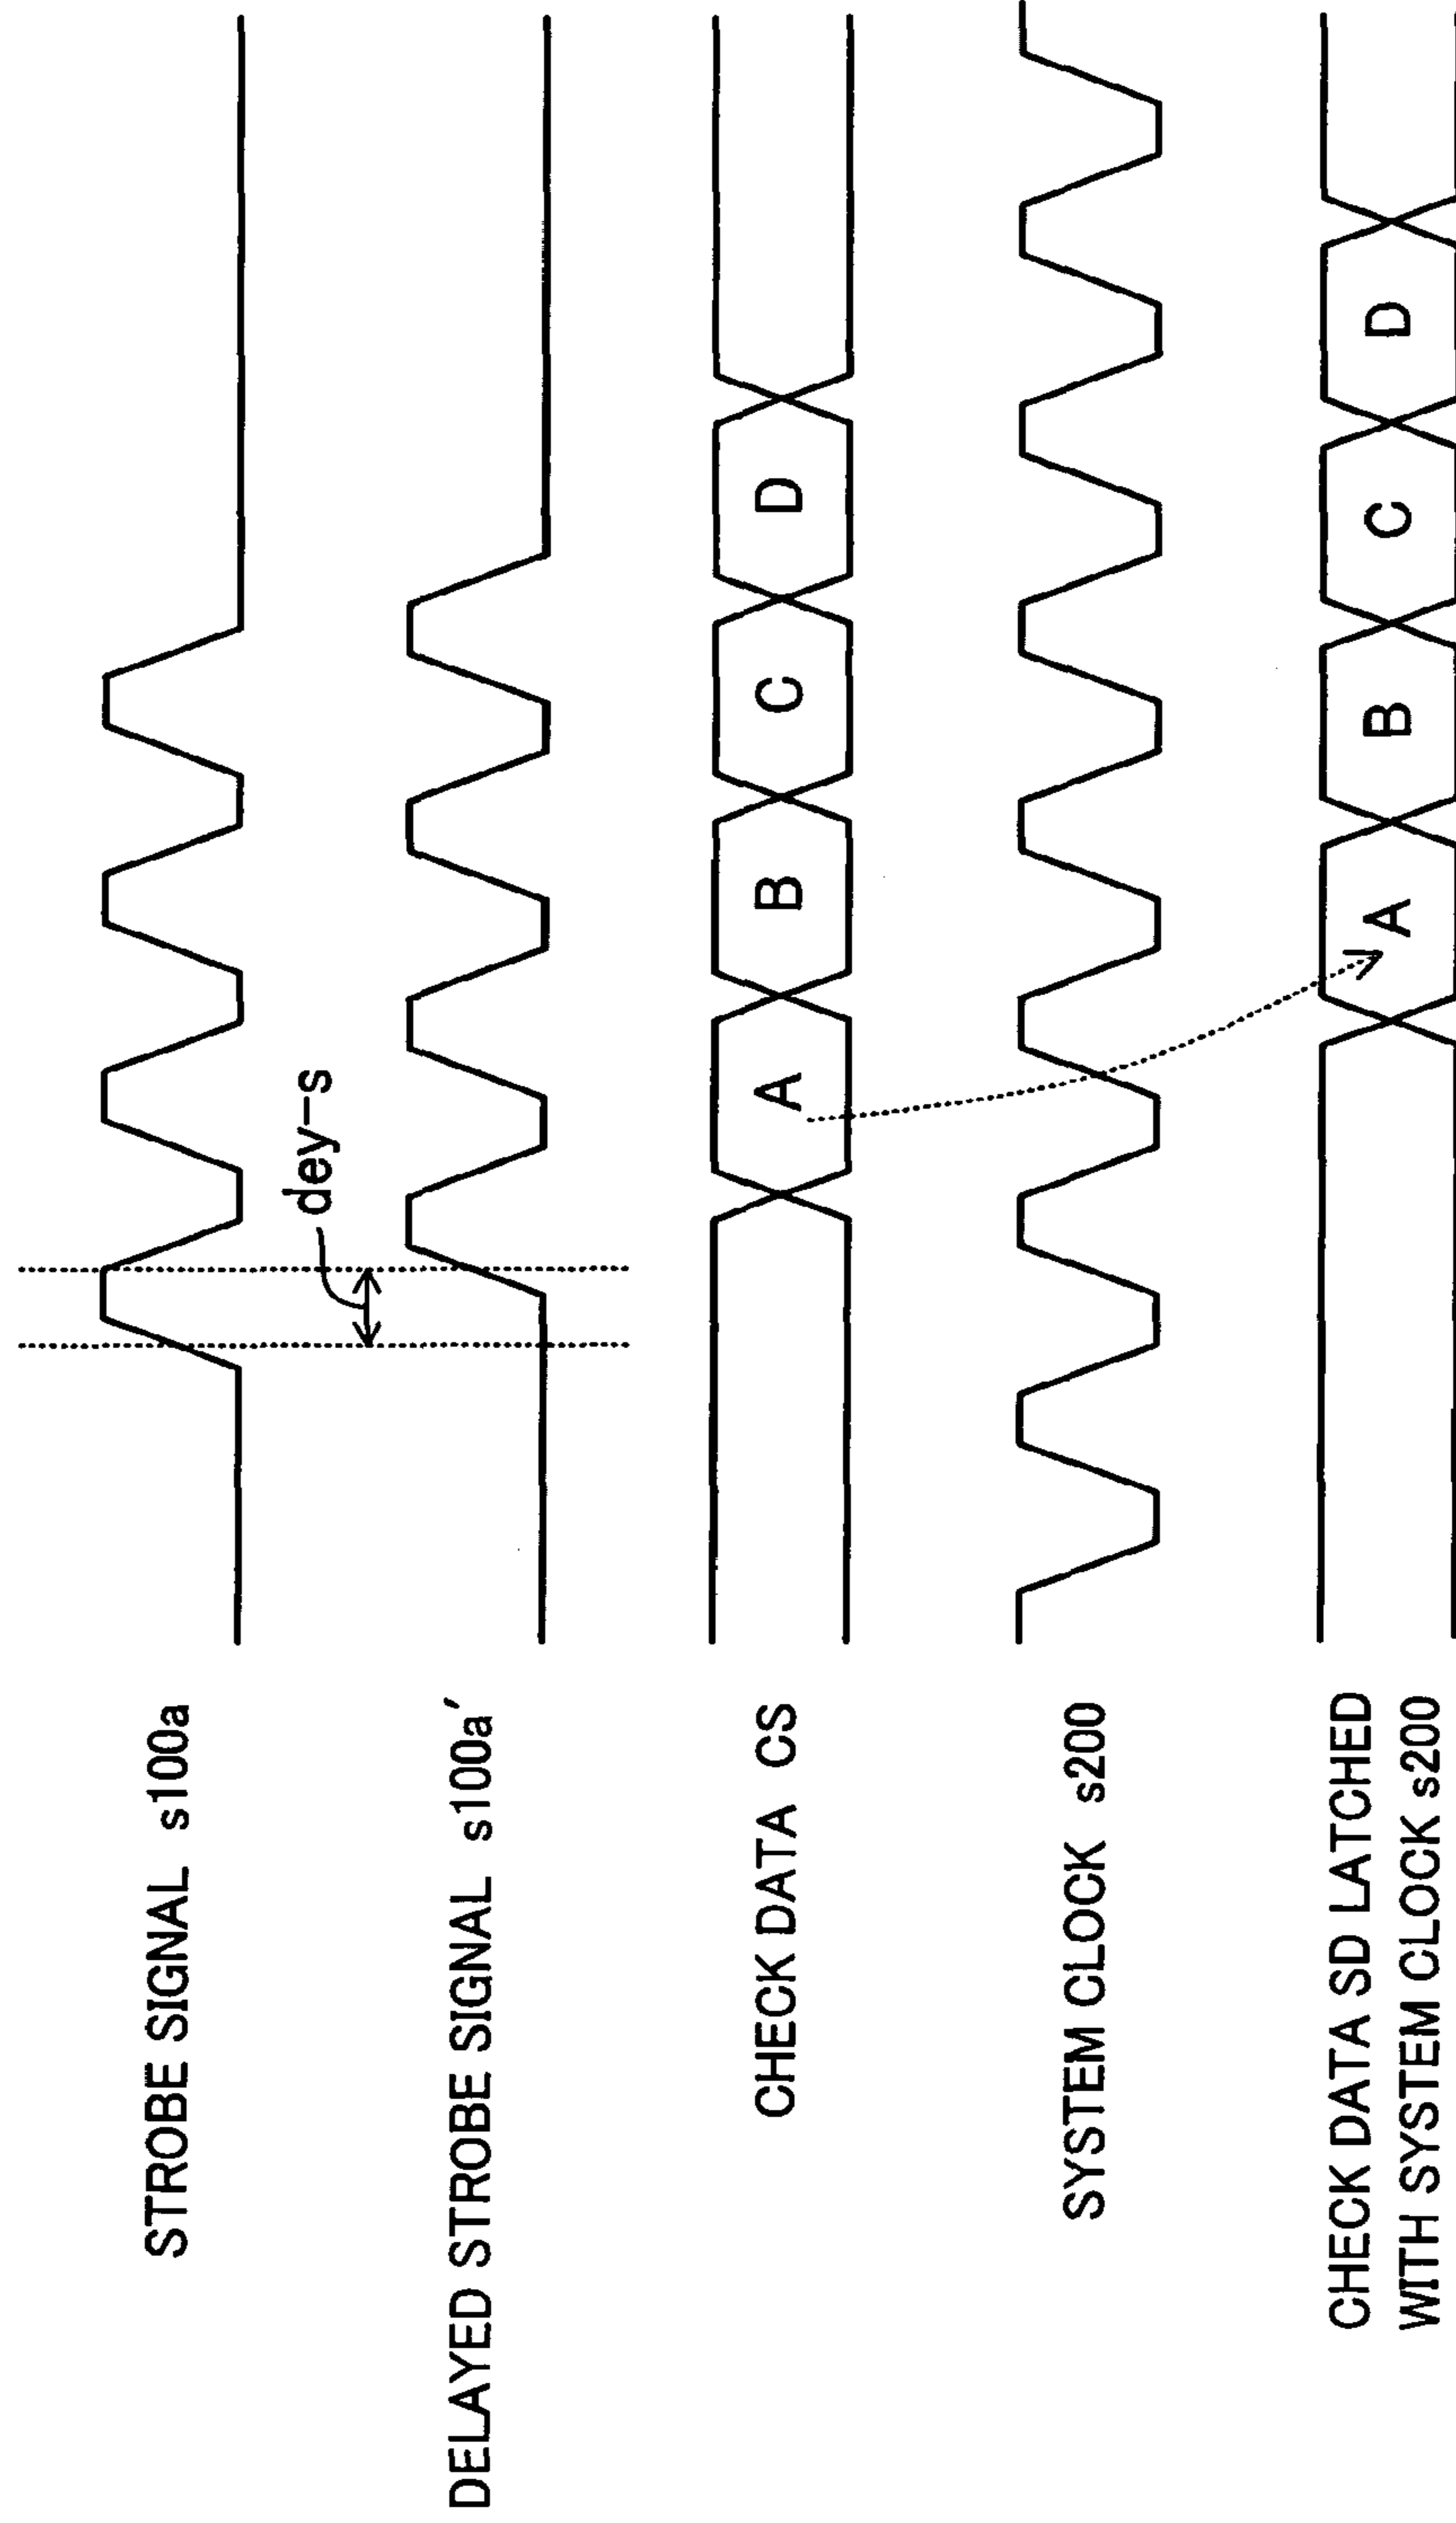 STROBE SIGNAL s100a
dey-s
DELAYED STROBE SIGNAL s100a′
CHECK DATA CS
A B C D
SYSTEM CLOCK s200
CHECK DATA SD LATCHED
WITH SYSTEM CLOCK s200
A B C D